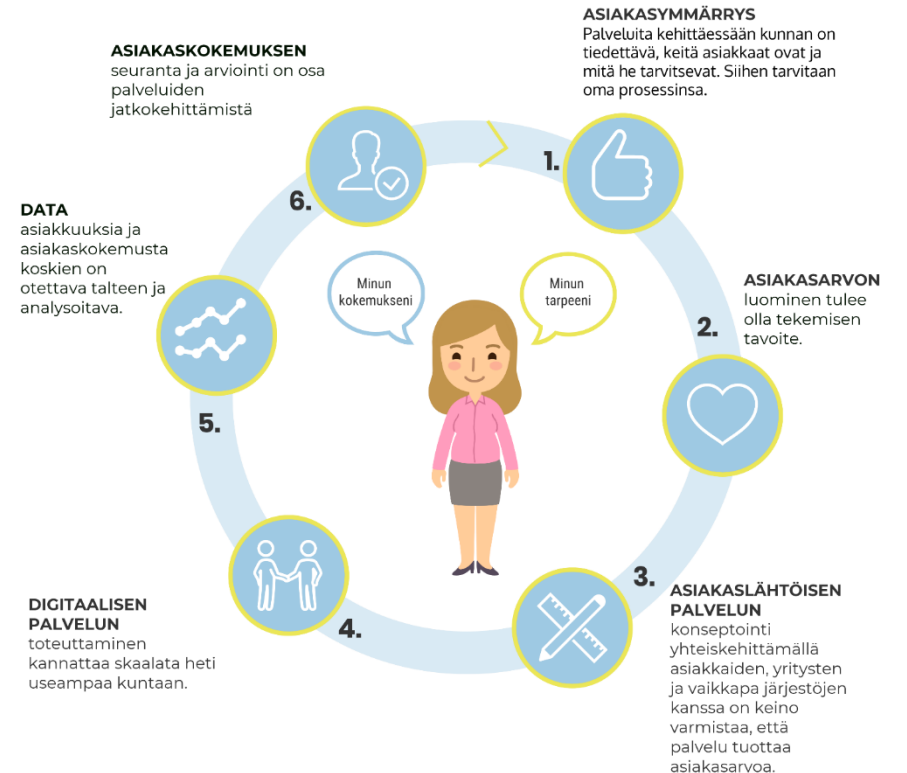 1.
ASIAKASYMMÄRRYS
Palveluita kehittäessään kunnan on
tiedettävä, keitä asiakkaat ovat ja
mitä he tarvitsevat. Siihen tarvitaan
oma prosessinsa.
2.
ASIAKASARVON
luominen tulee
olla tekemisen
tavoite.
3.
ASIAKASLÄHTÖISEN
PALVELUN
konseptointi
yhteiskehittämällä
asiakkaiden, yritysten
ja vaikkapa järjestöjen
kanssa on keino
varmistaa, että
palvelu tuottaa
asiakasarvoa.
4.
DIGITAALISEN
PALVELUN
toteuttaminen
kannattaa skaalata heti
useampaa kuntaan.
5.
DATA
asiakkuuksia ja
asiakaskokemusta
koskien on
otettava talteen ja
analysoitava.
6.
ASIAKASKOKEMUKSEN
seuranta ja arviointi on osa
palveluiden
jatkokehittämistä
Minun
kokemukseni
Minun
tarpeeni